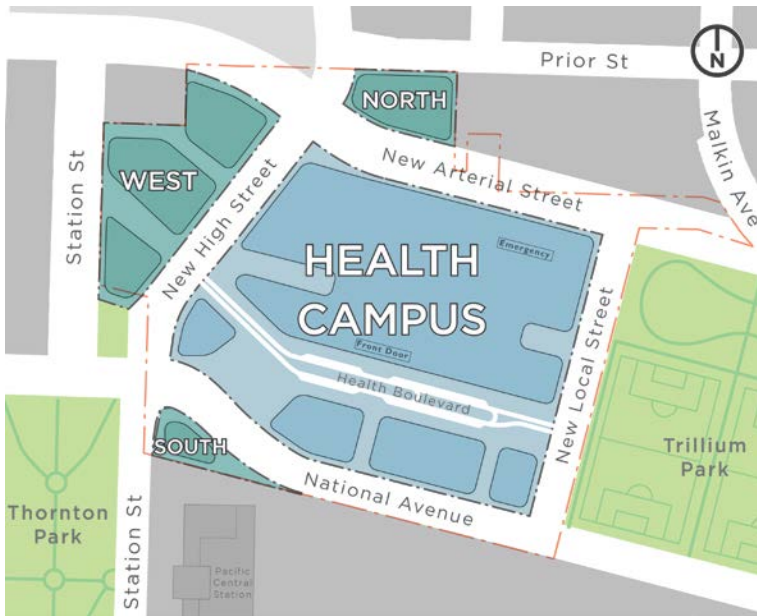 Prior St
N
NORTH
Malkin Ave
New Arterial Street
WEST
Station St
New High Street
Emergency
HEALTH
CAMPUS
New Local Street
Front Door
Health Boulevard
SOUTH
National Avenue
Trillium
Park
Thornton
Park
Station St
Pacific
Central
Station